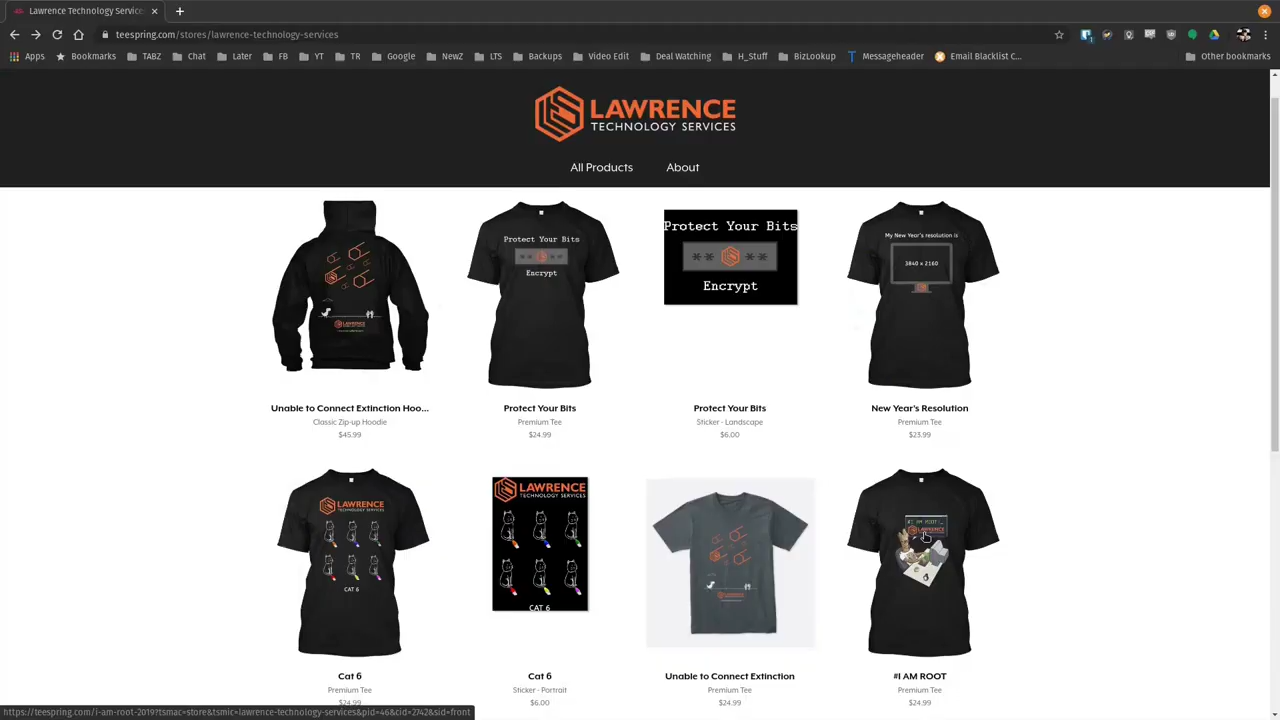 Lawrence Technology Services
teespring.com/stores/lawrence-technology-services
Apps
Bookmarks
TABZ
Chat
Later
FB
YT
TR
Google
NewZ
LTS
Backups
Video Edit
Deal Watching
H_Stuff
BizLookup
Messageheader
Email Blacklist C...
Other bookmarks
LAWRENCE
TECHNOLOGY SERVICES
All Products
About
Protect Your Bits
** **
Encrypt
Protect Your Bits
** **
Encrypt
My New Year's resolution is
3840 x 2160
LAWRENCE
Unable to Connect Extinction Hoo...
Classic Zip-up Hoodie
$45.99
Protect Your Bits
Premium Tee
$24.99
Protect Your Bits
Sticker - Landscape
$6.00
New Year's Resolution
Premium Tee
$23.99
LAWRENCE
TECHNOLOGY SERVICES
CAT 6
LAWRENCE
TECHNOLOGY SERVICES
CAT 6
LAWRENCE
I AM ROOT:_
LAWRENCE
Cat 6
Premium Tee
$24.99
Cat 6
Sticker - Portrait
$6.00
Unable to Connect Extinction
Premium Tee
$24.99
#I AM ROOT
Premium Tee
$24.99
https://teespring.com/i-am-root-2019?tsmac=store&tsmic=lawrence-technology-services&pid=46&cid=2742&sid=front